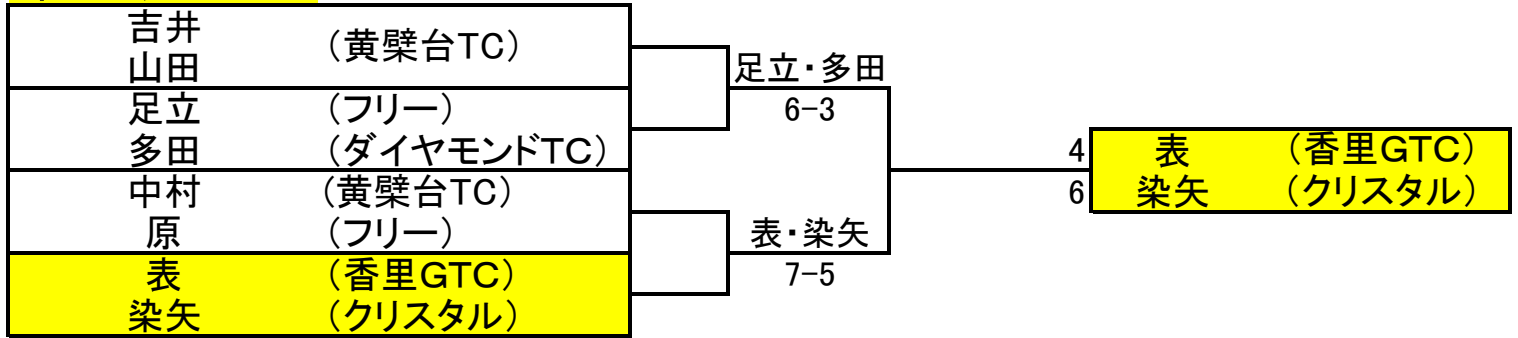 吉井
山田 (黄檗台TC)
足立 (フリー)
多田 (ダイヤモンドTC)
中村 (黄檗台TC)
原 (フリー)
表 (香里GTC)
染矢 (クリスタル)
足立・多田
6-3
表・染矢
7-5
4 表 (香里GTC)
6 染矢 (クリスタル)